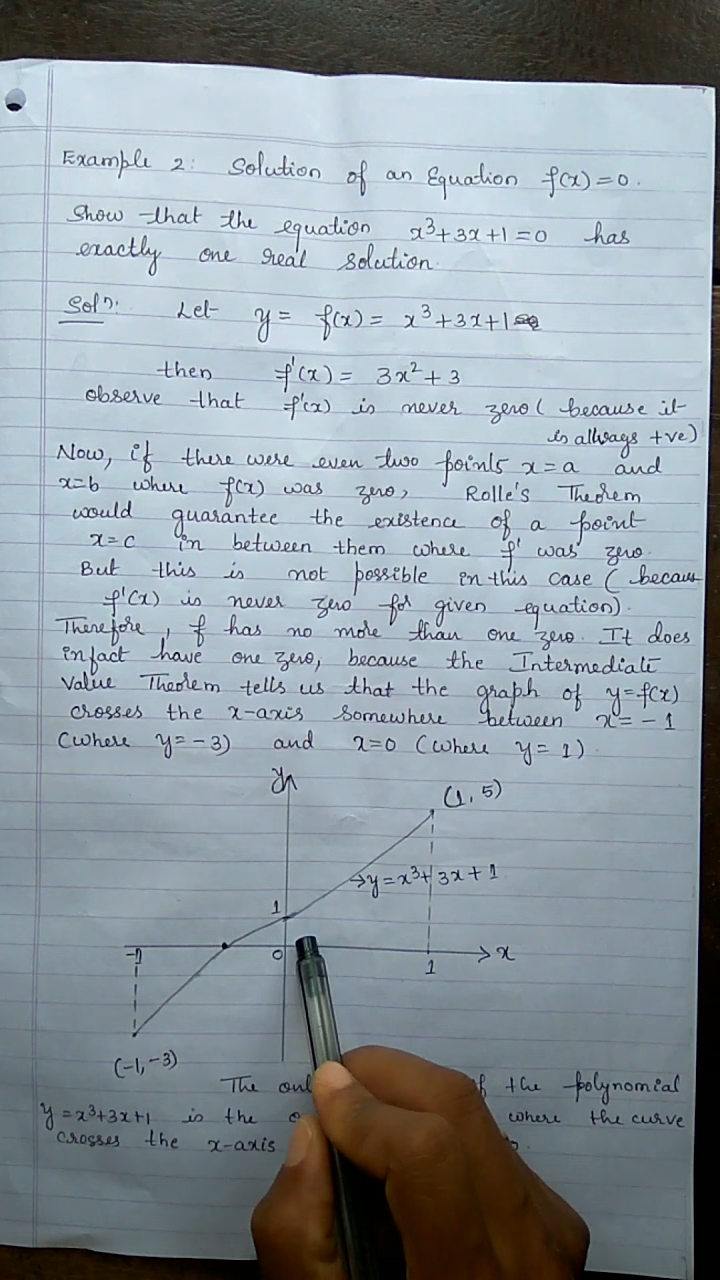 Example 2: Solution of an Equation f(x)=0.
Show that the equation x³+3x+1=0 has
exactly one real solution.
Solⁿ: Let y = f(x) = x³+3x+1
then f'(x) = 3x²+3
observe that f'(x) is never zero (because it
is always +ve)
Now, if there were even two points x=a and
x=b where f(x) was zero, Rolle's Theorem
would guarantee the existence of a point
x=c in between them where f' was zero.
But this is not possible in this case (becaus
f'(x) is never zero for given equation).
Therefore, f has no more than one zero. It does
infact have one zero, because the Intermediate
Value Theorem tells us that the graph of y=f(x)
crosses the x-axis somewhere between x=-1
(where y=-3) and x=0 (where y=1).
y
(1, 5)
→y=x³+3x+1
1
-1 0 1 x
(-1,-3)
The of the polynomial
y=x³+3x+1 is the where the curve
crosses the x-axis